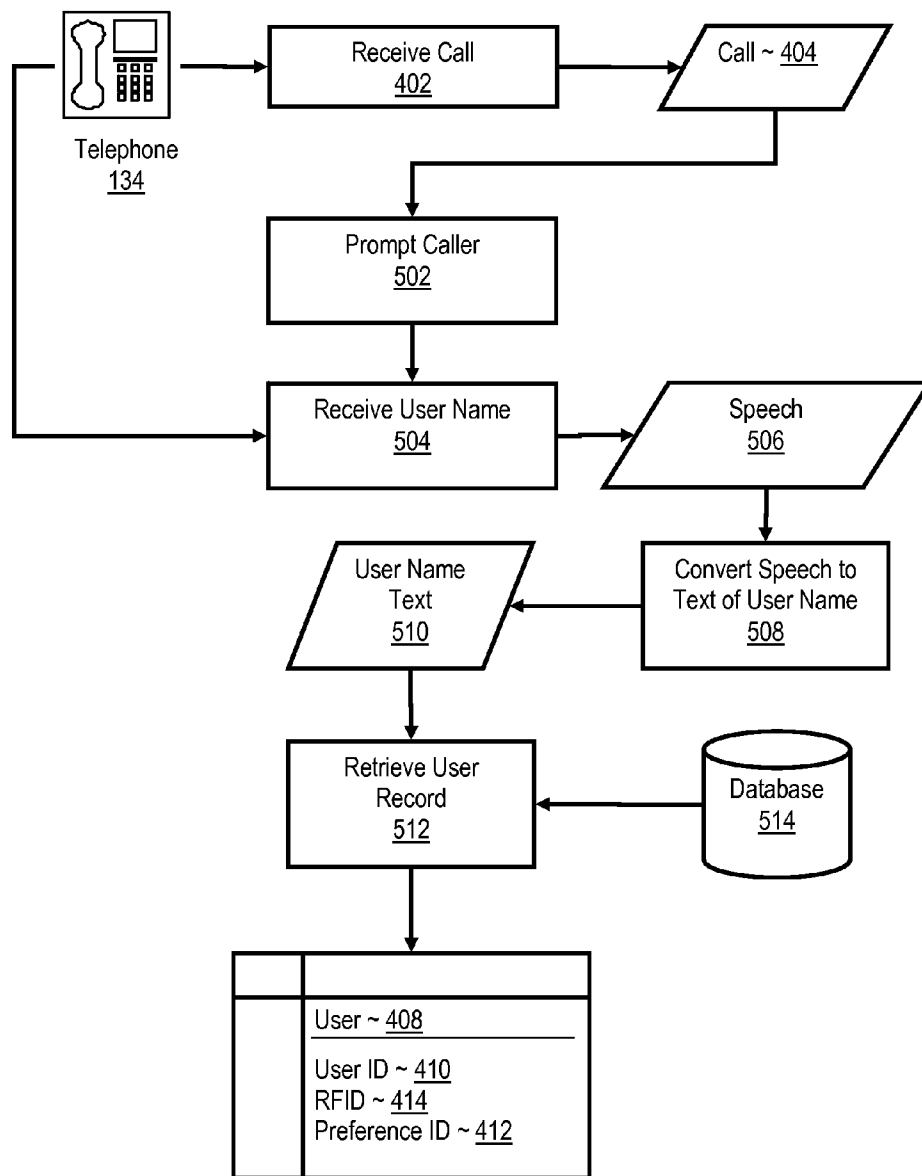 Receive Call
402
Call ~ 404
Telephone
134
Prompt Caller
502
Receive User Name
504
Speech
506
User Name
Text
510
Convert Speech to
Text of User Name
508
Retrieve User
Record
512
Database
514
User ~ 408
User ID ~ 410
RFID ~ 414
Preference ID ~ 412